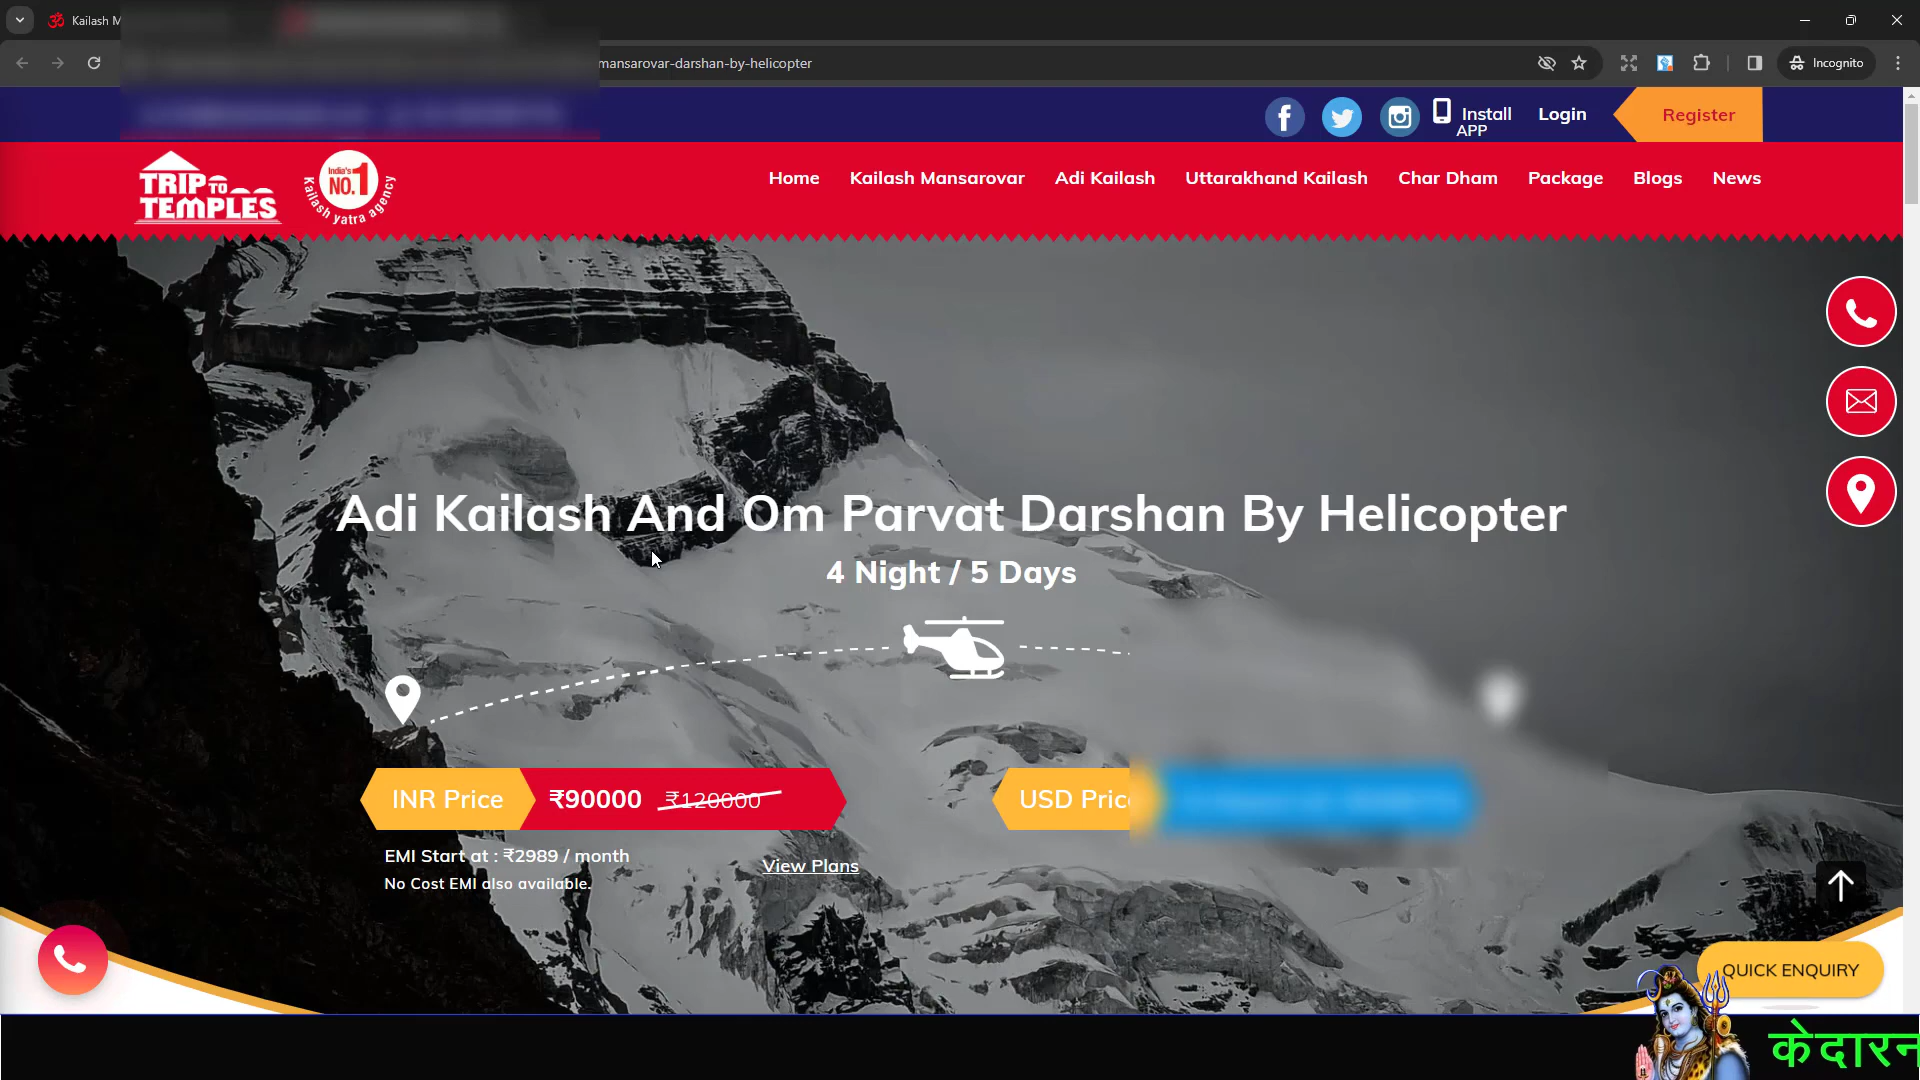 Kailash M
mansarovar-darshan-by-helicopter
Incognito
Install
APP
Login
Register
TRIP TO
TEMPLES
India's
NO.1
Kailash yatra agency
Home
Kailash Mansarovar
Adi Kailash
Uttarakhand Kailash
Char Dham
Package
Blogs
News
Adi Kailash And Om Parvat Darshan By Helicopter
4 Night / 5 Days
INR Price
₹90000
₹120000
USD Pric
EMI Start at : ₹2989 / month
No Cost EMI also available.
View Plans
QUICK ENQUIRY
केदारन